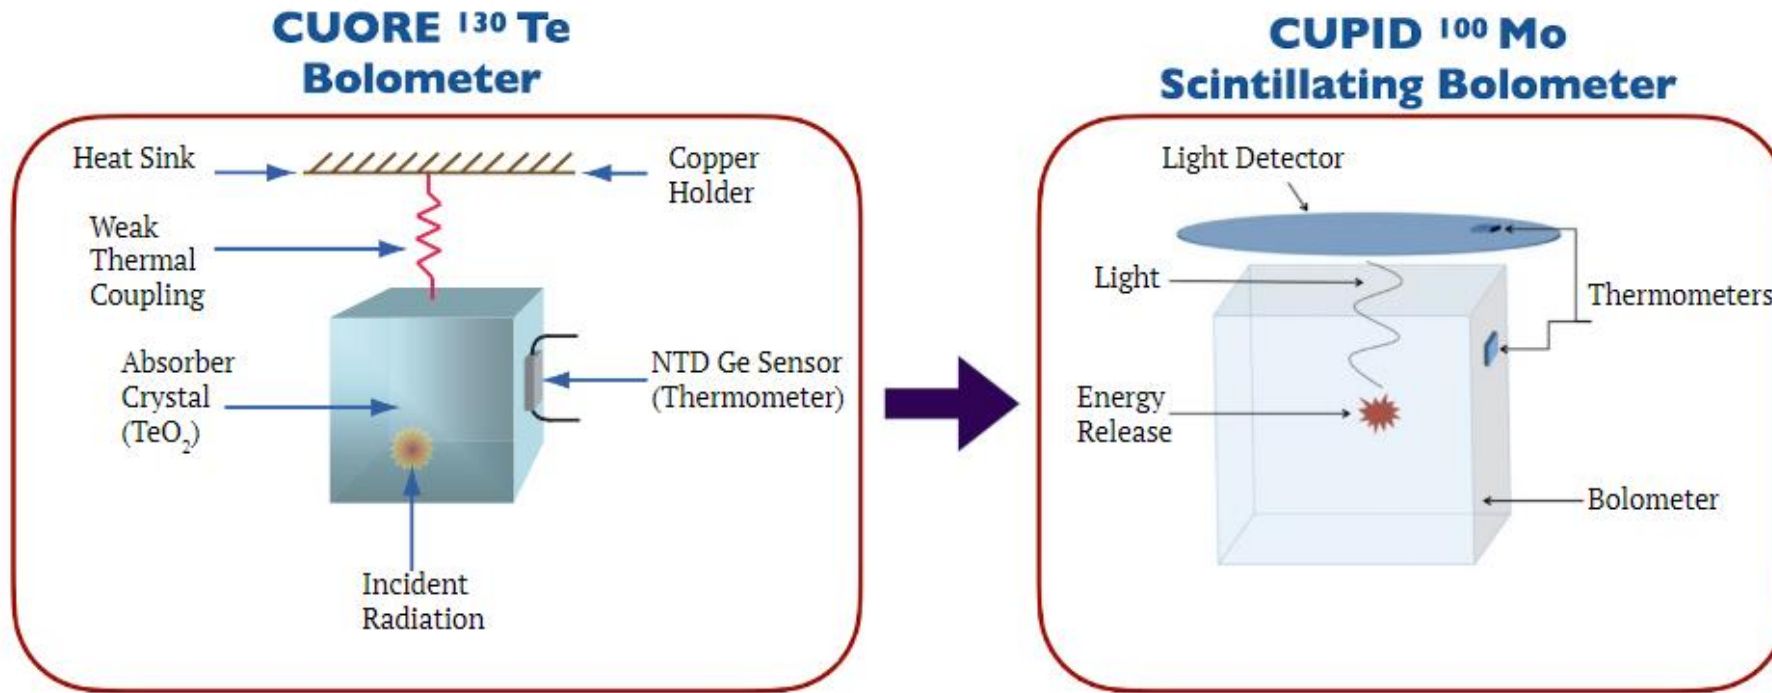 CUORE ¹³⁰ Te
Bolometer
Heat Sink
Copper
Holder
Weak
Thermal
Coupling
Absorber
Crystal
(TeO₂)
NTD Ge Sensor
(Thermometer)
Incident
Radiation
CUPID ¹⁰⁰ Mo
Scintillating Bolometer
Light Detector
Light
Thermometers
Energy
Release
Bolometer